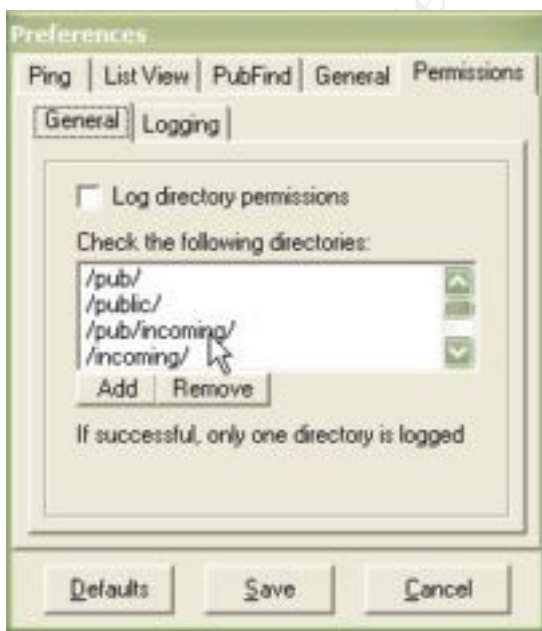 Preferences
Ping List View PubFind General Permissions
General Logging
Log directory permissions
Check the following directories:
/pub/
/public/
/pub/incoming/
/incoming/
Add Remove
If successful, only one directory is logged
Defaults Save Cancel